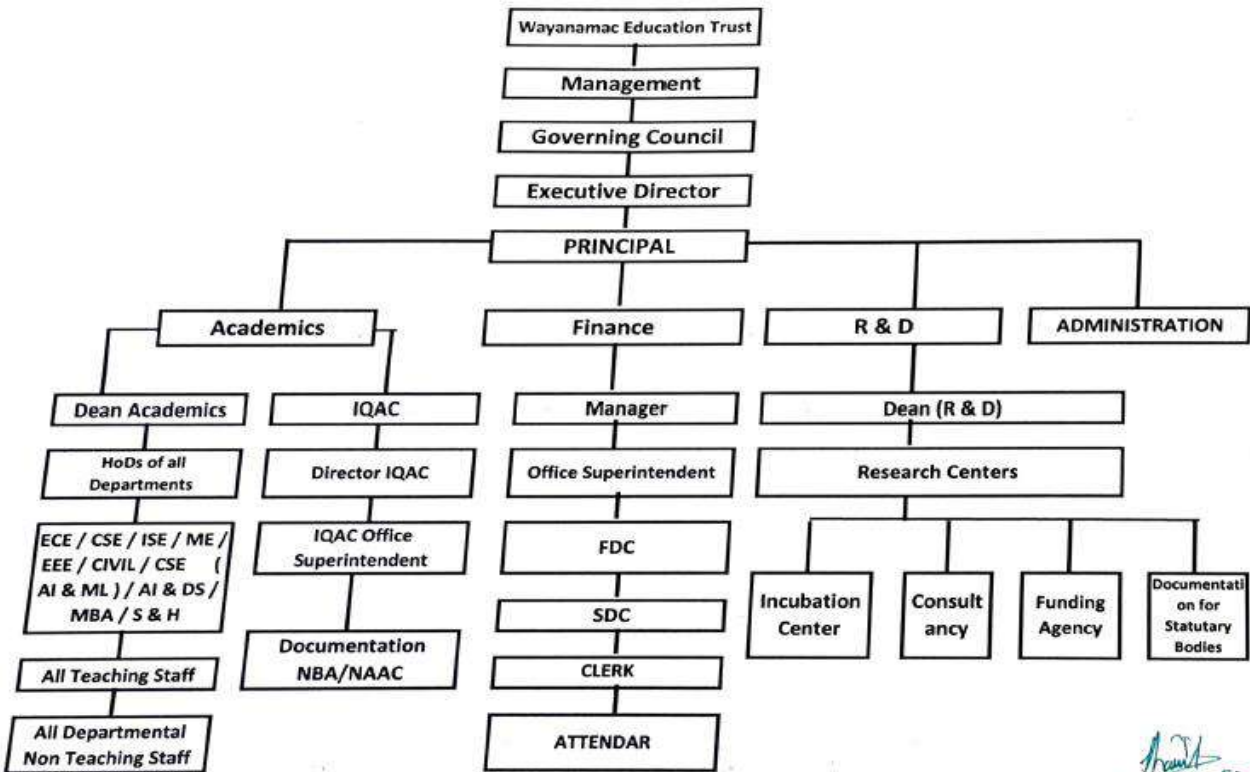 Wayanamac Education Trust
Management
Governing Council
Executive Director
PRINCIPAL
Academics
Finance
R & D
ADMINISTRATION
Dean Academics
IQAC
Manager
Dean (R & D)
HoDs of all
Departments
Director IQAC
Office Superintendent
Research Centers
ECE / CSE / ISE / ME /
EEE / CIVIL / CSE (
AI & ML ) / AI & DS /
MBA / S & H
IQAC Office
Superintendent
FDC
Incubation
Center
Consult
ancy
Funding
Agency
Documentati
on for
Statutary
Bodies
SDC
Documentation
NBA/NAAC
All Teaching Staff
CLERK
All Departmental
Non Teaching Staff
ATTENDAR